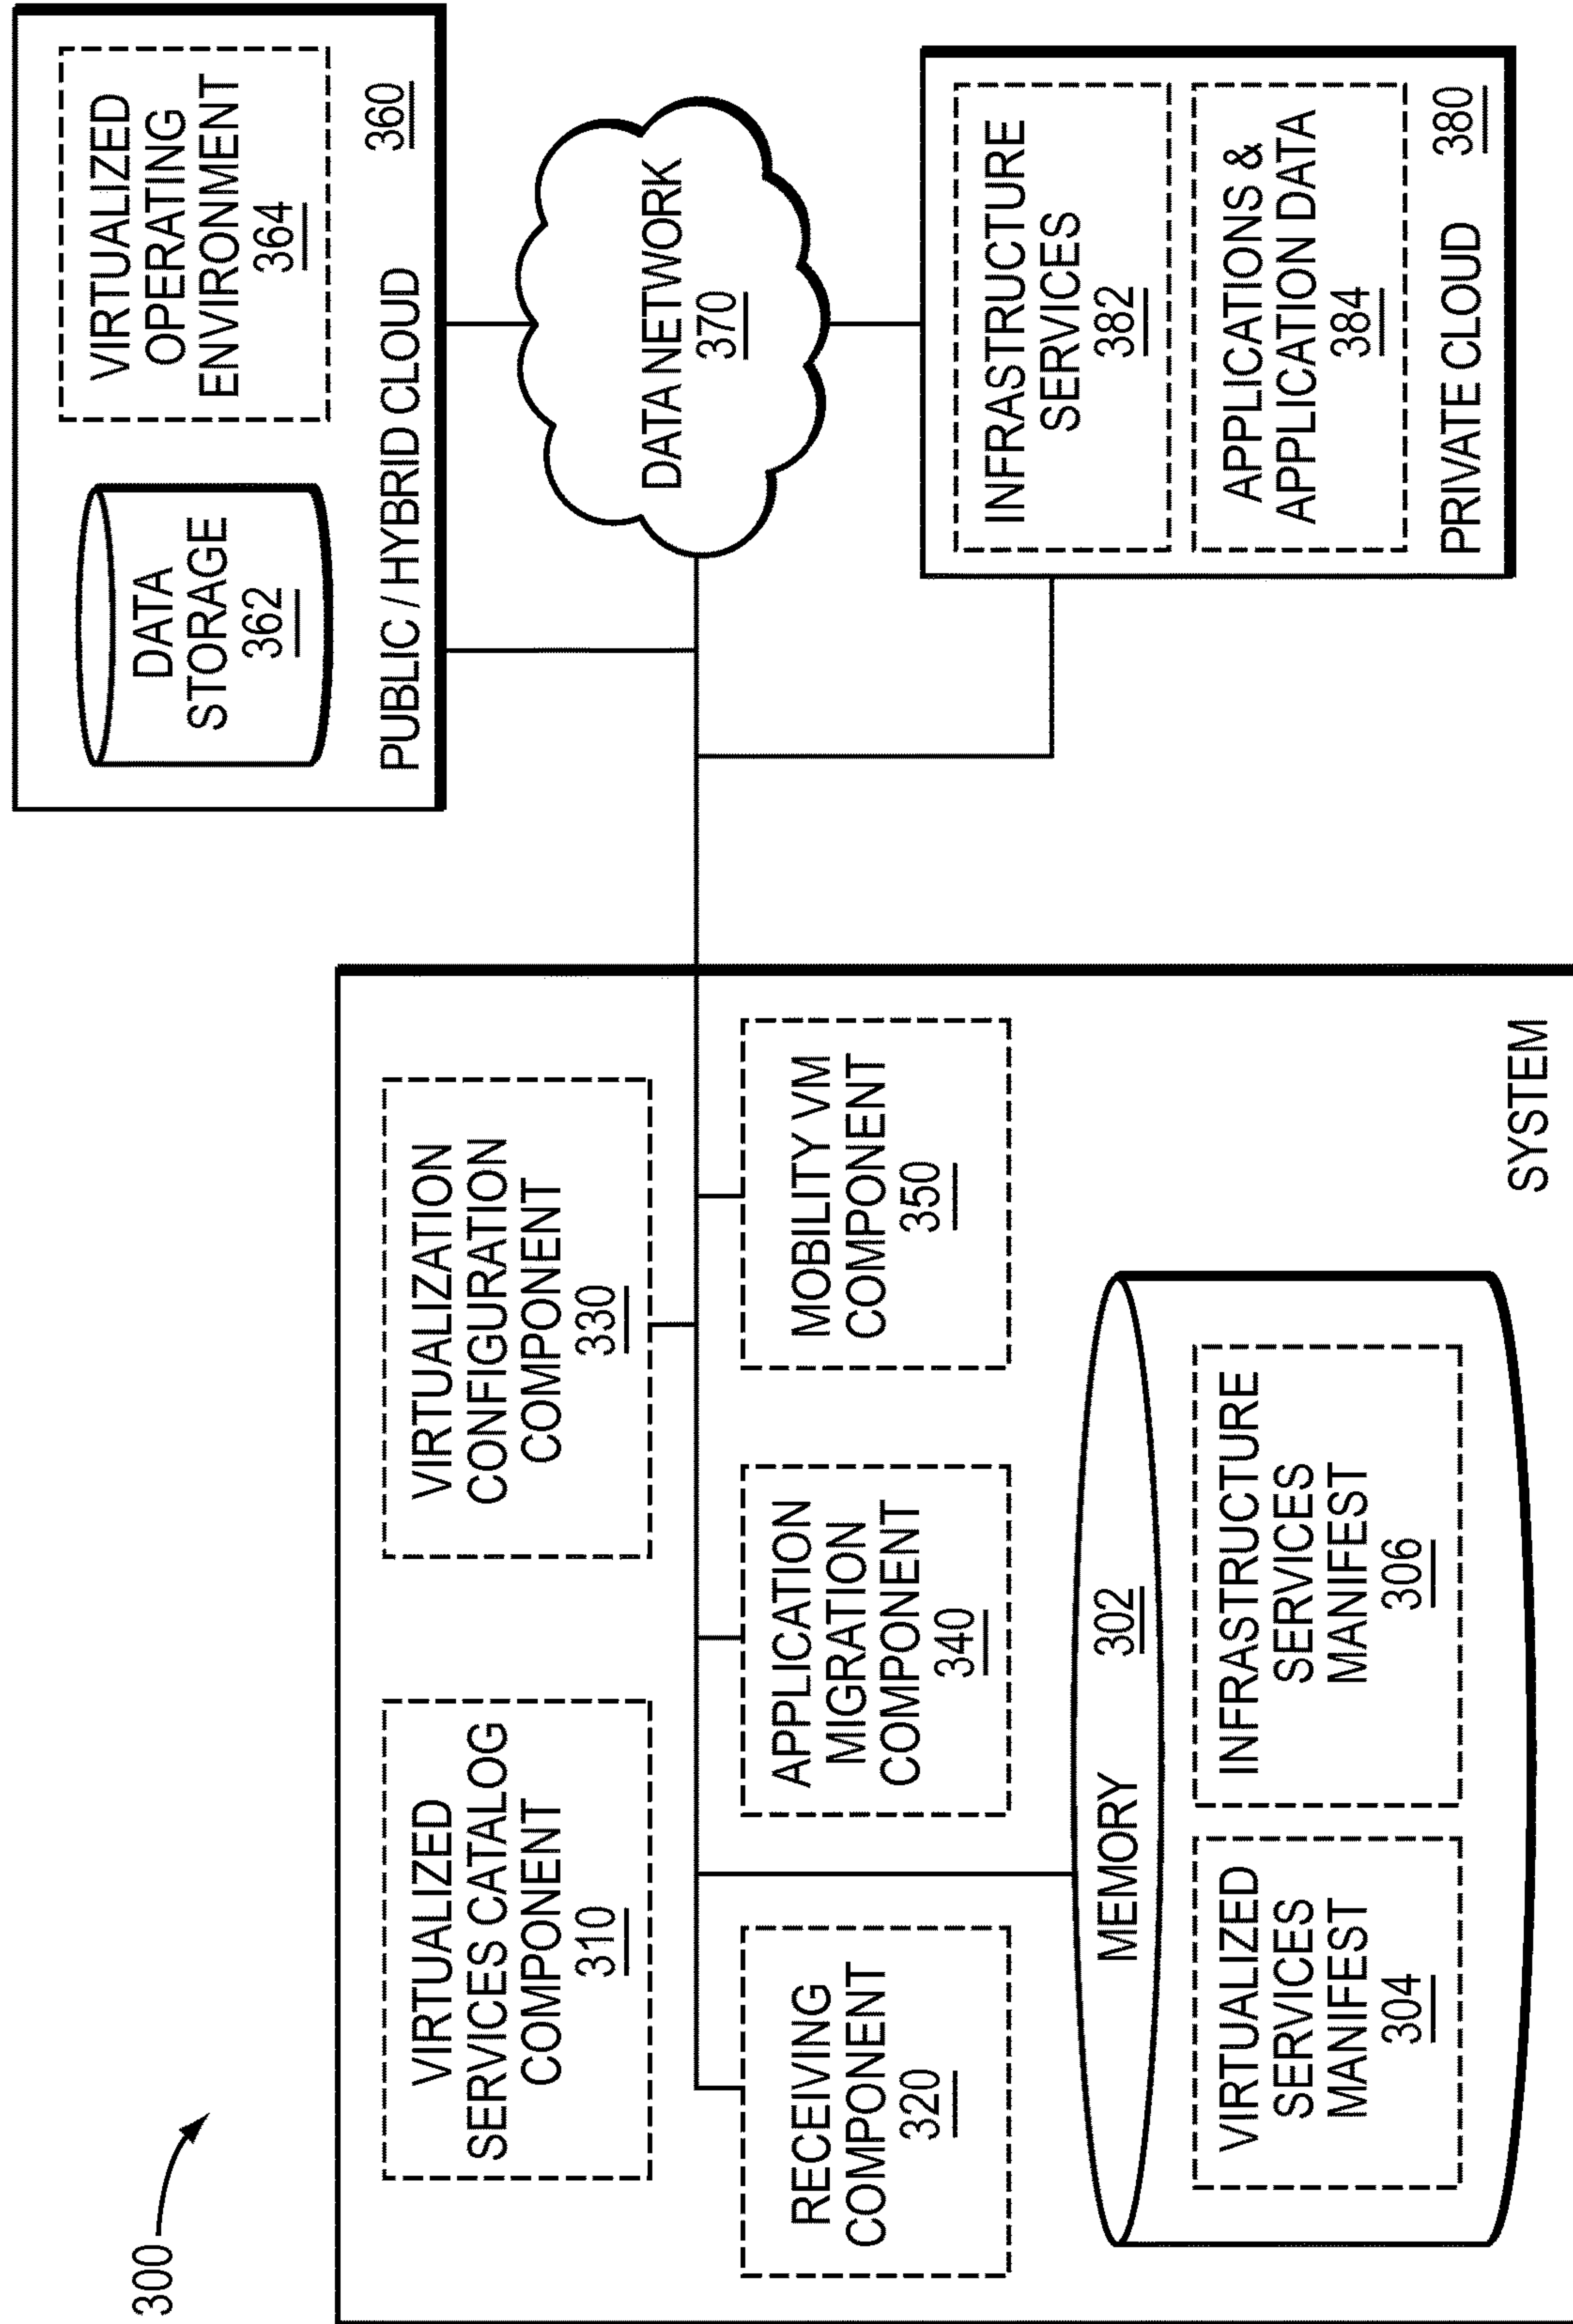 300
VIRTUALIZED
SERVICES CATALOG
COMPONENT
310
VIRTUALIZATION
CONFIGURATION
COMPONENT
330
RECEIVING
COMPONENT
320
APPLICATION
MIGRATION
COMPONENT
340
MOBILITY VM
COMPONENT
350
MEMORY 302
VIRTUALIZED
SERVICES
MANIFEST
304
INFRASTRUCTURE
SERVICES
MANIFEST
306
SYSTEM
DATA
STORAGE
362
VIRTUALIZED
OPERATING
ENVIRONMENT
364
PUBLIC / HYBRID CLOUD 360
DATA NETWORK
370
INFRASTRUCTURE
SERVICES
382
APPLICATIONS &
APPLICATION DATA
384
PRIVATE CLOUD 380